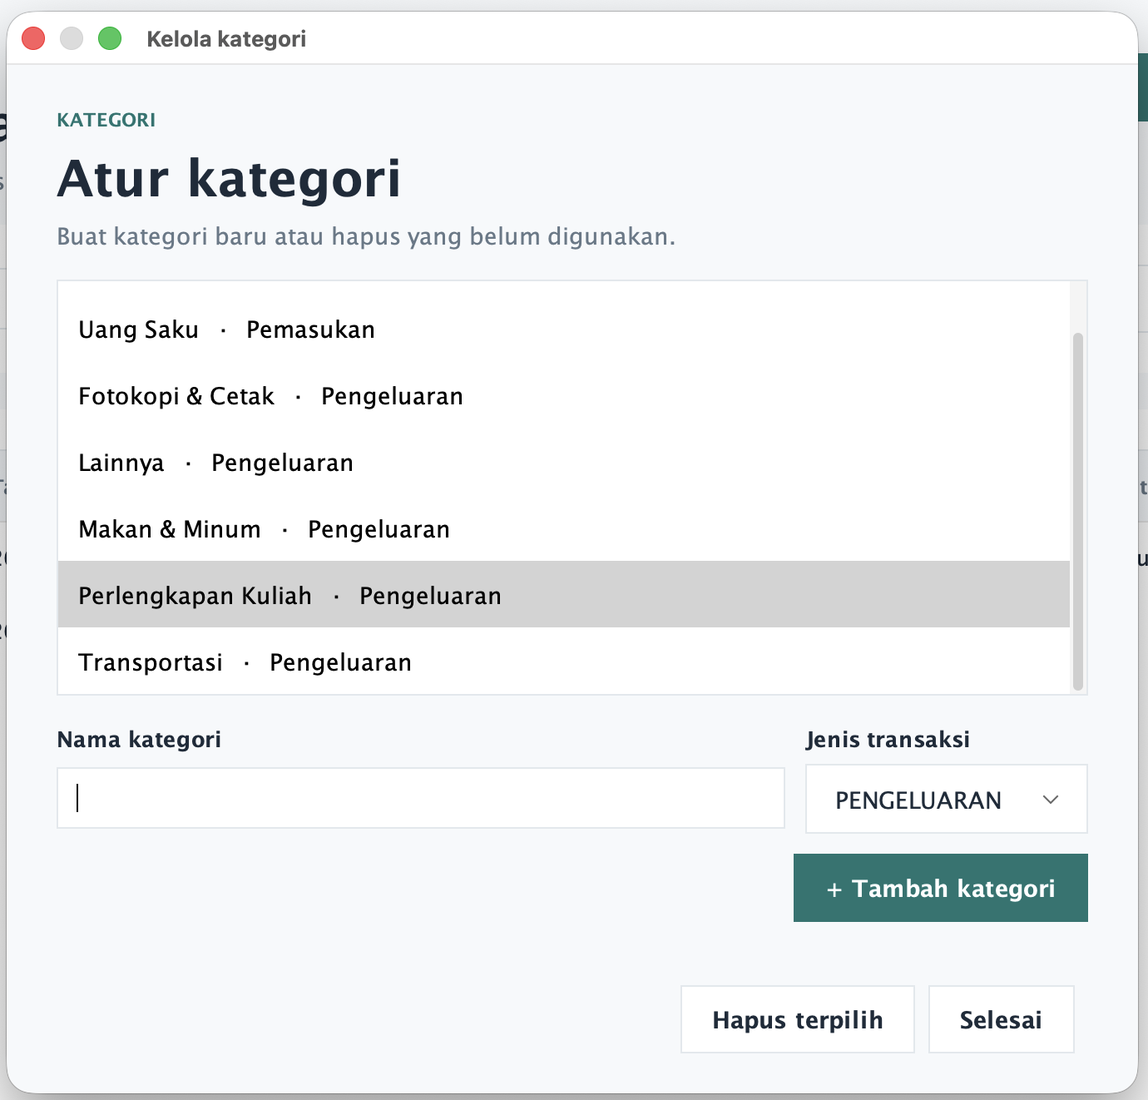 Kelola kategori
KATEGORI
Atur kategori
Buat kategori baru atau hapus yang belum digunakan.
Uang Saku · Pemasukan
Fotokopi & Cetak · Pengeluaran
Lainnya · Pengeluaran
Makan & Minum · Pengeluaran
Perlengkapan Kuliah · Pengeluaran
Transportasi · Pengeluaran
Nama kategori
Jenis transaksi
PENGELUARAN
+ Tambah kategori
Hapus terpilih
Selesai